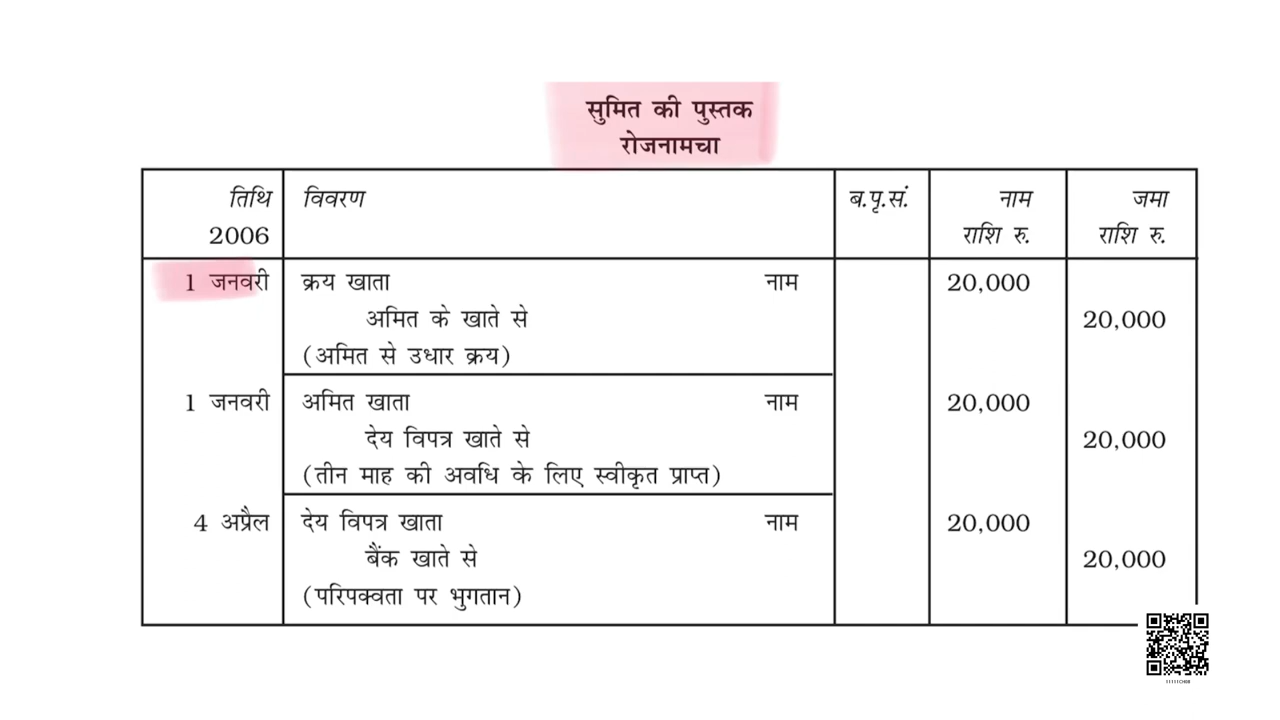 सुमित की पुस्तक
रोजनामचा
तिथि विवरण ब.पृ.सं. नाम जमा
2006 राशि रु. राशि रु.
1 जनवरी क्रय खाता नाम 20,000
अमित के खाते से 20,000
(अमित से उधार क्रय)
1 जनवरी अमित खाता नाम 20,000
देय विपत्र खाते से 20,000
(तीन माह की अवधि के लिए स्वीकृत प्राप्त)
4 अप्रैल देय विपत्र खाता नाम 20,000
बैंक खाते से 20,000
(परिपक्वता पर भुगतान)